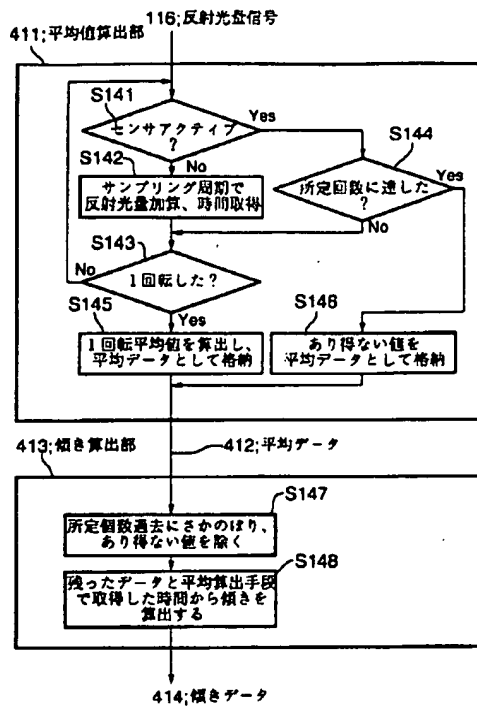 116;反射光量信号
411;平均値算出部
S141
センサアクティブ
?
Yes
S144
S142
No
サンプリング周期で
反射光量加算、時間取得
所定回数に達した
?
Yes
No
S143
No
1回転した?
Yes
S145
1回転平均値を算出し、
平均データとして格納
S146
あり得ない値を
平均データとして格納
413;傾き算出部
412;平均データ
S147
所定個数過去にさかのぼり、
あり得ない値を除く
S148
残ったデータと平均算出手段
で取得した時間から傾きを
算出する
414;傾きデータ